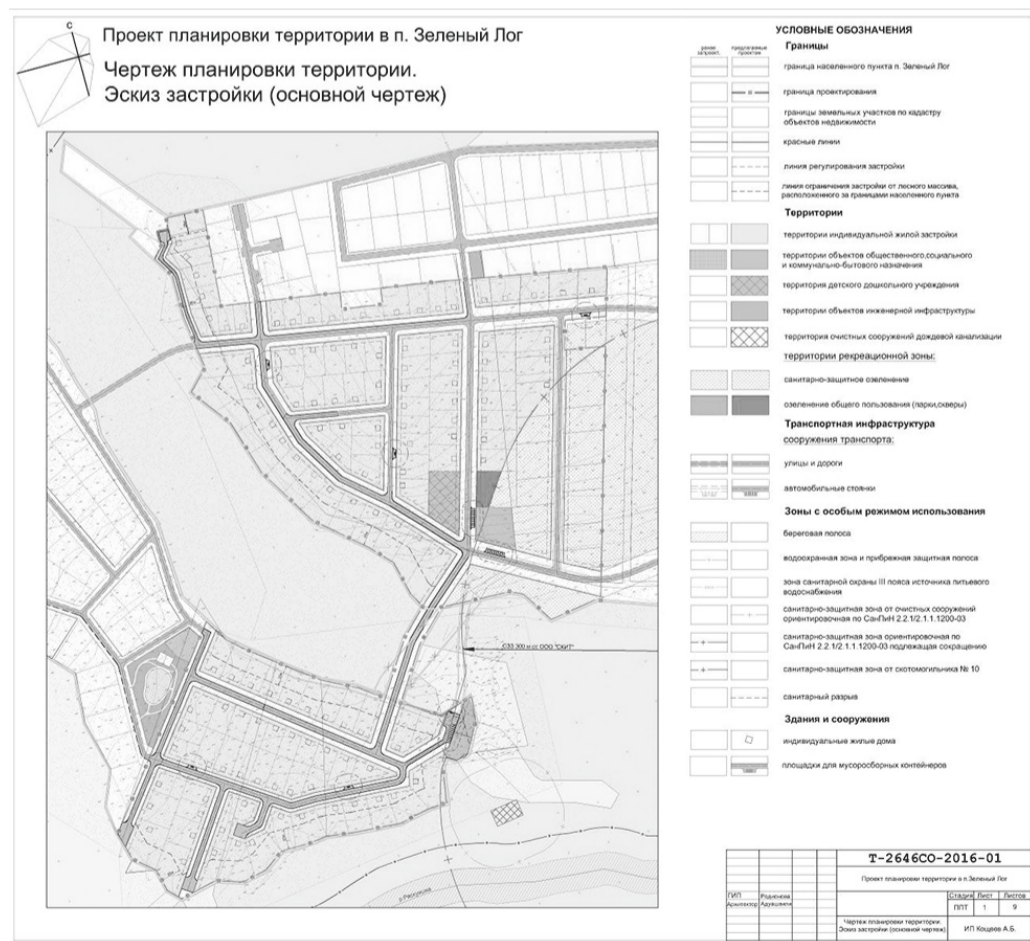 С
Проект планировки территории в п. Зеленый Лог
Чертеж планировки территории.
Эскиз застройки (основной чертеж)
УСЛОВНЫЕ ОБОЗНАЧЕНИЯ
Границы
граница населенного пункта п. Зеленый Лог
граница проектирования
границы земельных участков по кадастру
объектов недвижимости
красные линии
линия регулирования застройки
линия ограничения застройки от лесного массива,
расположенного за границами населенного пункта
Территории
территории индивидуальной жилой застройки
территории объектов общественного,социального
и коммунально-бытового назначения
территория детского дошкольного учреждения
территории объектов инженерной инфраструктуры
территория очистных сооружений дождевой канализации
территории рекреационной зоны:
санитарно-защитное озеленение
озеленение общего пользования (парки,скверы)
Транспортная инфраструктура
сооружения транспорта:
улицы и дороги
автомобильные стоянки
Зоны с особым режимом использования
береговая полоса
водоохранная зона и прибрежная защитная полоса
зона санитарной охраны III пояса источника питьевого
водоснабжения
санитарно-защитная зона от очистных сооружений
ориентировочная по СанПиН 2.2.1/2.1.1.1200-03
санитарно-защитная зона ориентировочная по
СанПиН 2.2.1/2.1.1.1200-03 подлежащая сокращению
санитарно-защитная зона от скотомогильника № 10
санитарный разрыв
Здания и сооружения
индивидуальные жилые дома
площадки для мусоросборных контейнеров
СЗЗ 300 м от ООО "СКИТ"
Т-2646СО-2016-01
Проект планировки территории в п.Зеленый Лог
ГИП
Архитектор
Стадия Лист Листов
ППТ 1 9
Чертеж планировки территории.
Эскиз застройки (основной чертеж)
ИП Кощеев А.Б.